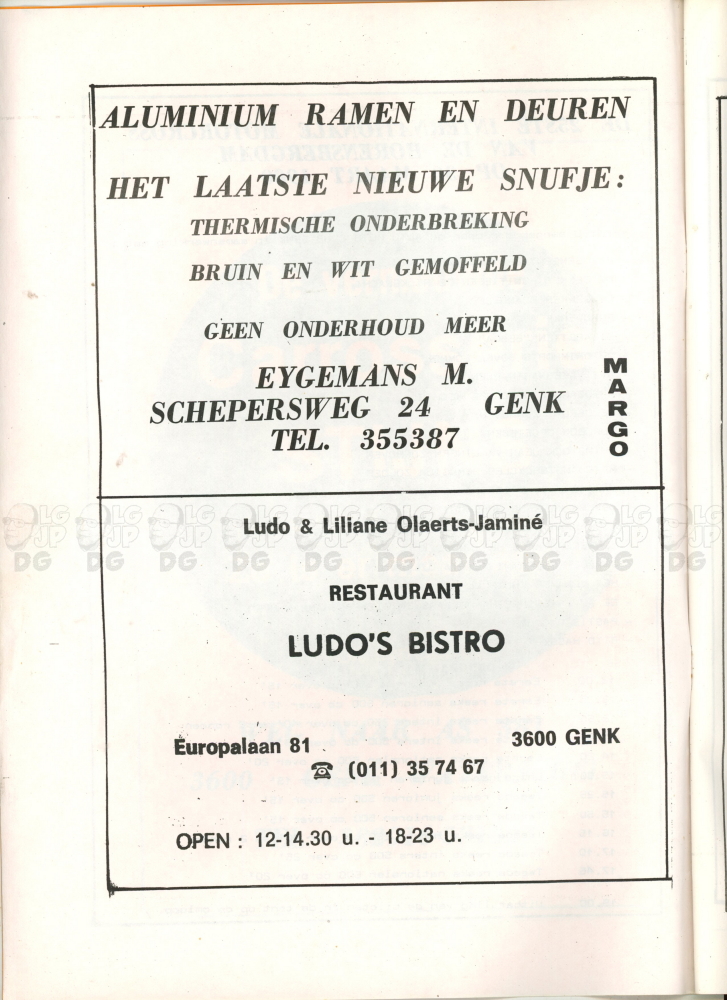 ALUMINIUM RAMEN EN DEUREN
HET LAATSTE NIEUWE SNUFJE:
THERMISCHE ONDERBREKING
BRUIN EN WIT GEMOFFELD
GEEN ONDERHOUD MEER
EYGEMANS M.
SCHEPERSWEG 24 GENK
TEL. 355387
MARGO
Ludo & Liliane Olaerts-Jaminé
RESTAURANT
LUDO'S BISTRO
Europalaan 81 3600 GENK
☎ (011) 35 74 67
OPEN : 12-14.30 u. - 18-23 u.